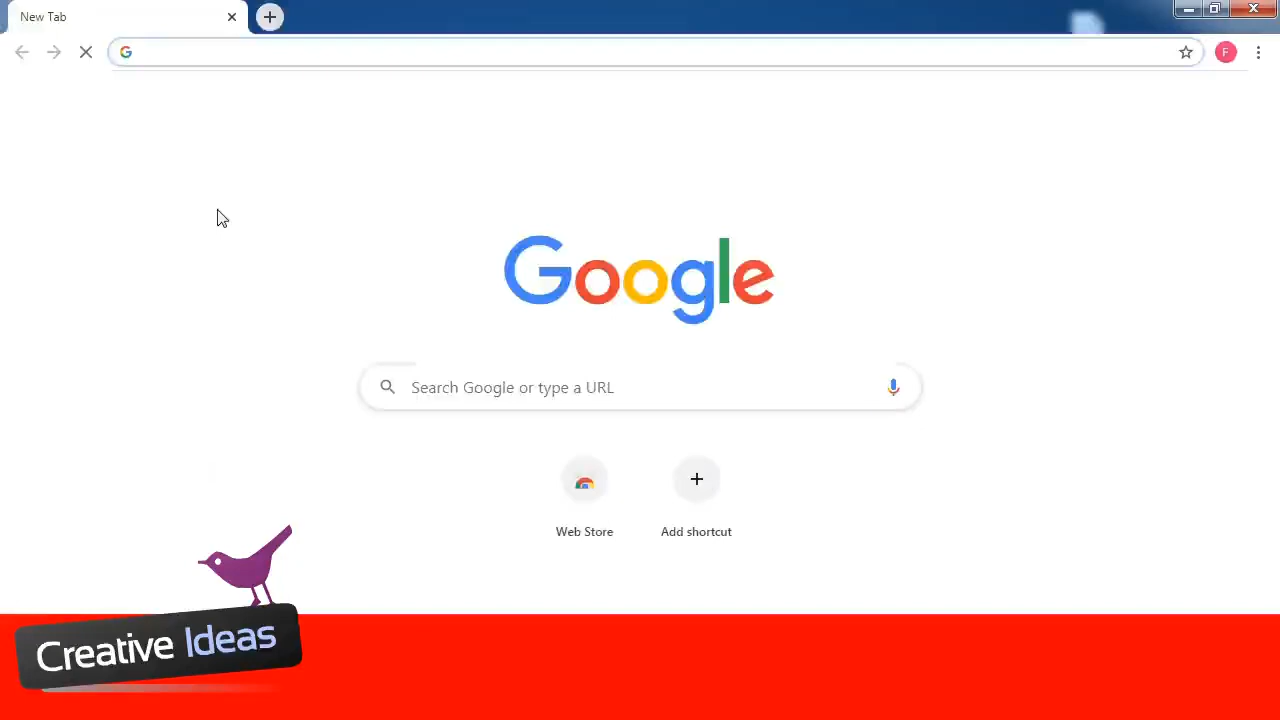 New Tab
F
Google
Search Google or type a URL
Web Store
Add shortcut
Creative Ideas